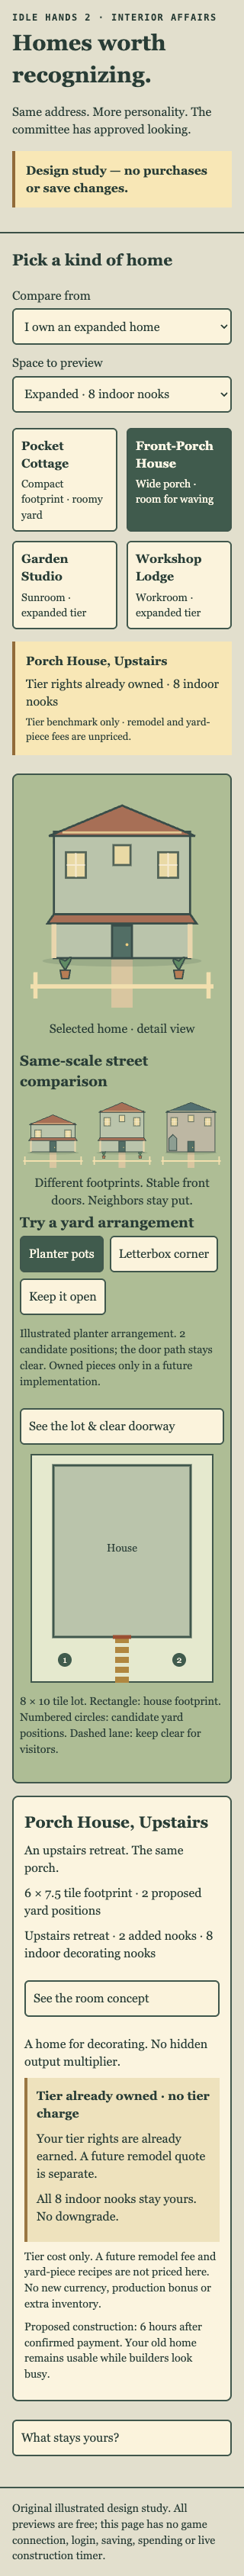 IDLE HANDS 2 · INTERIOR AFFAIRS
Homes worth
recognizing.
Same address. More personality. The
committee has approved looking.
Design study — no purchases
or save changes.
Pick a kind of home
Compare from
I own an expanded home
Space to preview
Expanded · 8 indoor nooks
Pocket
Cottage
Compact
footprint · roomy
yard
Front-Porch
House
Wide porch ·
room for waving
Garden
Studio
Sunroom ·
expanded tier
Workshop
Lodge
Workroom ·
expanded tier
Porch House, Upstairs
Tier rights already owned · 8 indoor
nooks
Tier benchmark only · remodel and yard-
piece fees are unpriced.
Selected home · detail view
Same-scale street
comparison
Different footprints. Stable front
doors. Neighbors stay put.
Try a yard arrangement
Planter pots
Letterbox corner
Keep it open
Illustrated planter arrangement. 2
candidate positions; the door path stays
clear. Owned pieces only in a future
implementation.
See the lot & clear doorway
House
1
2
8 × 10 tile lot. Rectangle: house footprint.
Numbered circles: candidate yard
positions. Dashed lane: keep clear for
visitors.
Porch House, Upstairs
An upstairs retreat. The same
porch.
6 × 7.5 tile footprint · 2 proposed
yard positions
Upstairs retreat · 2 added nooks · 8
indoor decorating nooks
See the room concept
A home for decorating. No hidden
output multiplier.
Tier already owned · no tier
charge
Your tier rights are already
earned. A future remodel quote
is separate.
All 8 indoor nooks stay yours.
No downgrade.
Tier cost only. A future remodel fee and
yard-piece recipes are not priced here.
No new currency, production bonus or
extra inventory.
Proposed construction: 6 hours after
confirmed payment. Your old home
remains usable while builders look
busy.
What stays yours?
Original illustrated design study. All
previews are free; this page has no game
connection, login, saving, spending or live
construction timer.